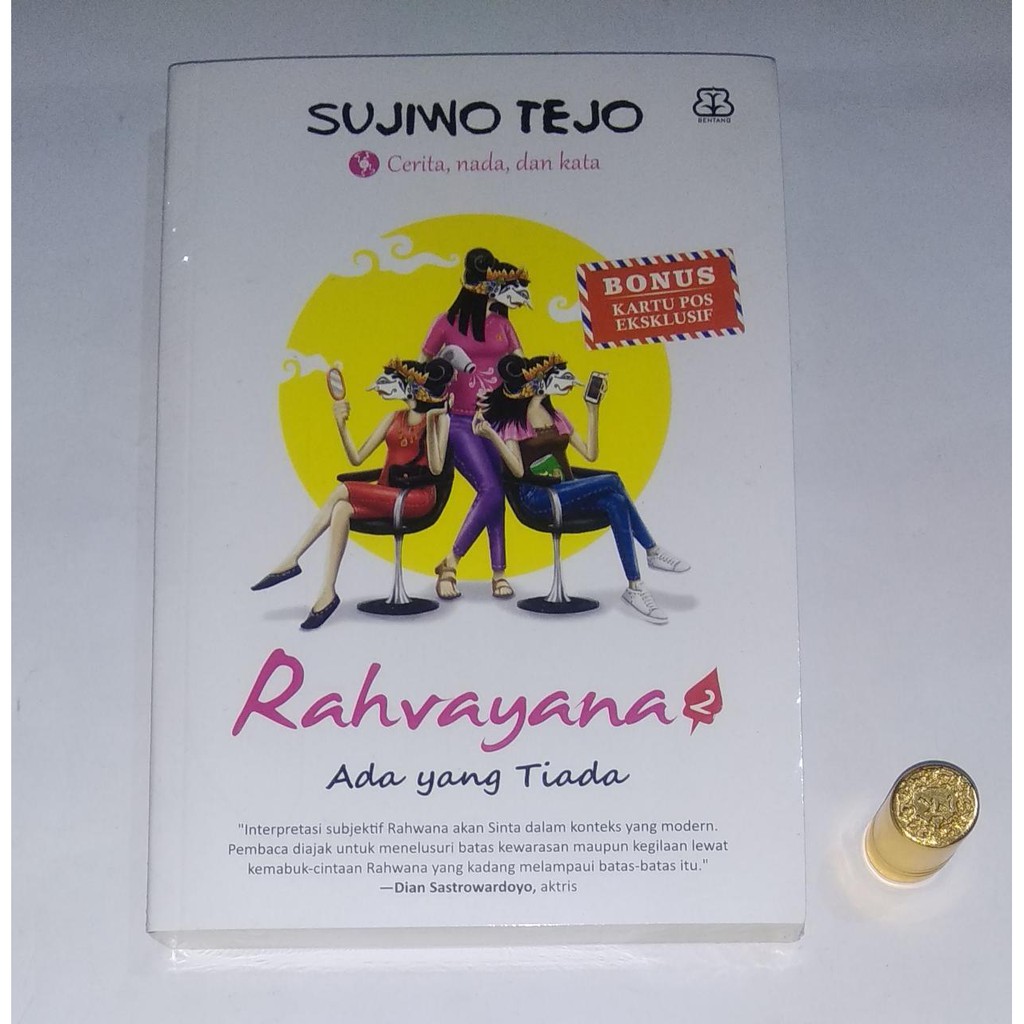 SUJIWO TEJO
BENTANG
Cerita, nada, dan kata
BONUS
KARTU POS
EKSKLUSIF
Rahvayana 2
Ada yang Tiada
"Interpretasi subjektif Rahwana akan Sinta dalam konteks yang modern.
Pembaca diajak untuk menelusuri batas kewarasan maupun kegilaan lewat
kemabuk-cintaan Rahwana yang kadang melampaui batas-batas itu."
—Dian Sastrowardoyo, aktris